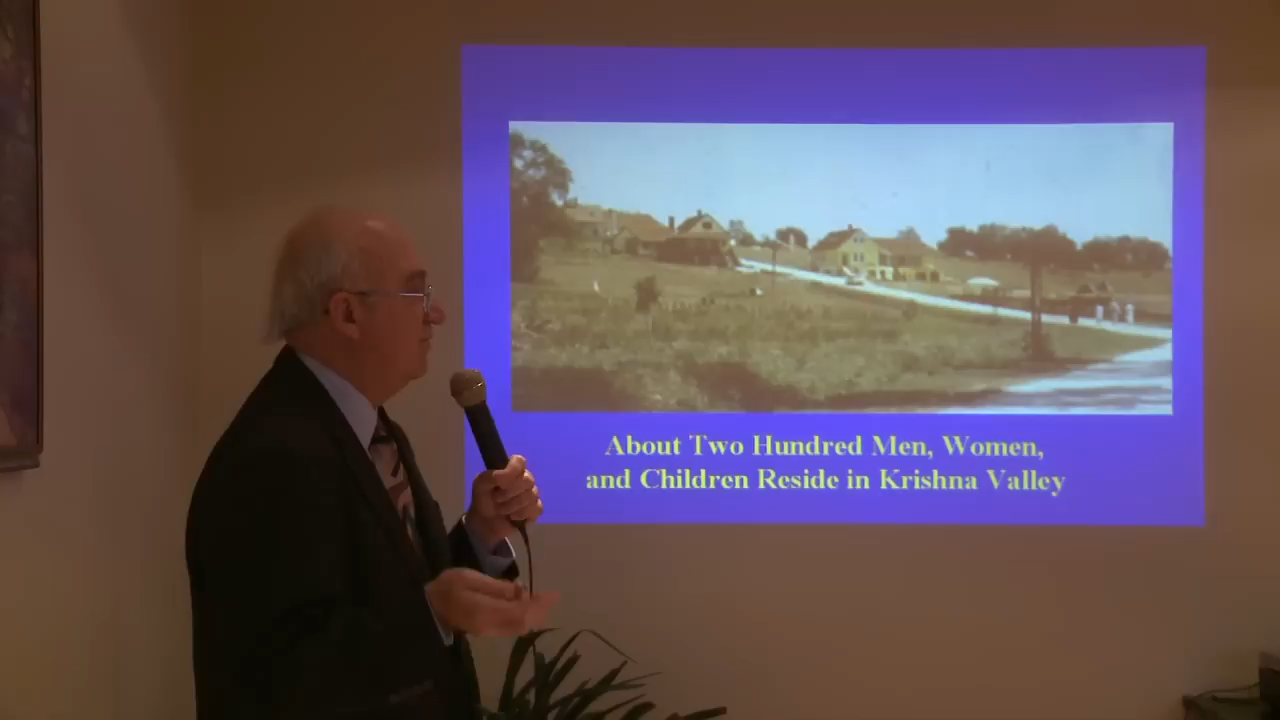 About Two Hundred Men, Women,
and Children Reside in Krishna Valley